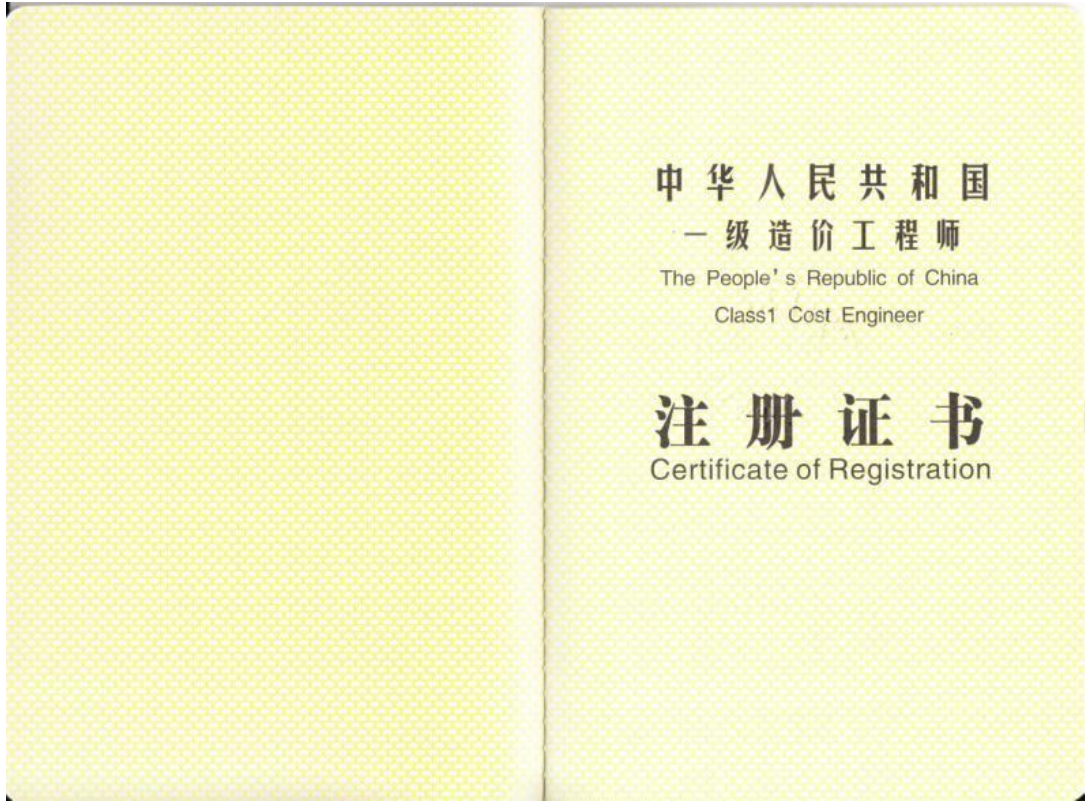 中华人民共和国
一级造价工程师
The People's Republic of China
Class1 Cost Engineer
注册证书
Certificate of Registration